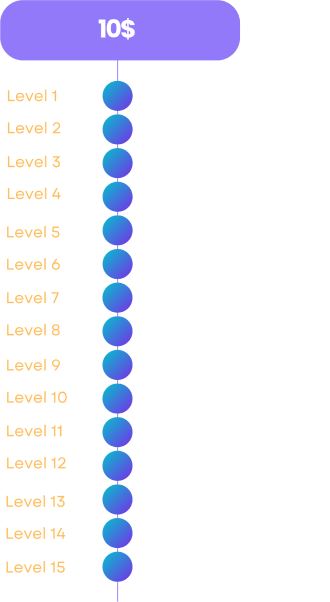 10$
Level 1
Level 2
Level 3
Level 4
Level 5
Level 6
Level 7
Level 8
Level 9
Level 10
Level 11
Level 12
Level 13
Level 14
Level 15